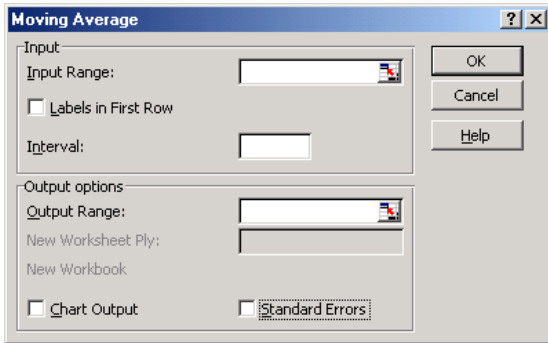 Moving Average
Input
Input Range:
Labels in First Row
Interval:
OK
Cancel
Help
Output options
Output Range:
New Worksheet Ply:
New Workbook
Chart Output
Standard Errors